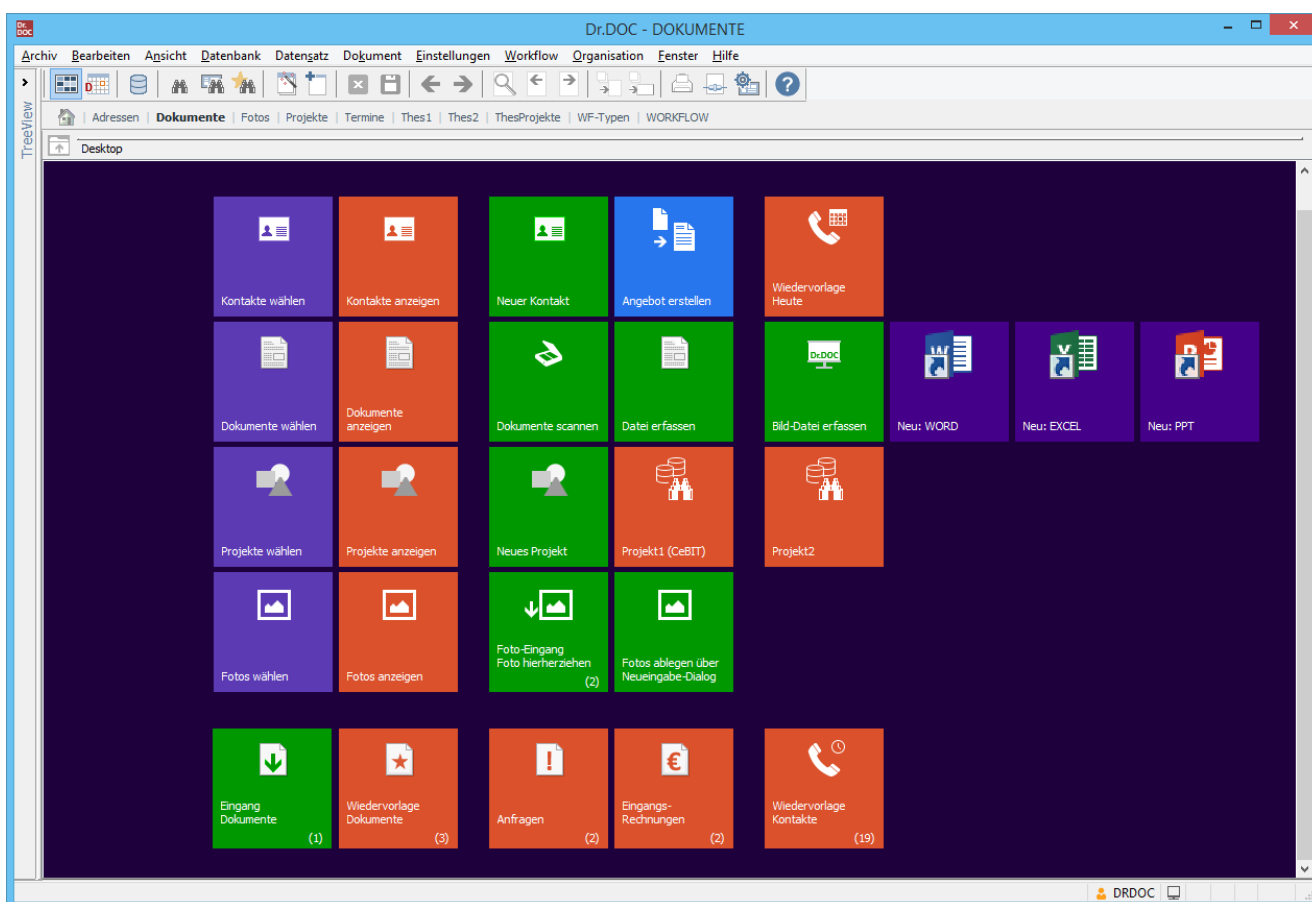 Dr.
DOC
Dr.DOC - DOKUMENTE
Archiv Bearbeiten Ansicht Datenbank Datensatz Dokument Einstellungen Workflow Organisation Fenster Hilfe
D
?
Adressen | Dokumente | Fotos | Projekte | Termine | Thes1 | Thes2 | ThesProjekte | WF-Typen | WORKFLOW
TreeView
Desktop
Kontakte wählen
Kontakte anzeigen
Neuer Kontakt
Angebot erstellen
Wiedervorlage
Heute
Dokumente wählen
Dokumente
anzeigen
Dokumente scannen
Datei erfassen
Dr.DOC
Bild-Datei erfassen
W
Neu: WORD
X
Neu: EXCEL
P
Neu: PPT
Projekte wählen
Projekte anzeigen
Neues Projekt
Projekt1 (CeBIT)
Projekt2
Fotos wählen
Fotos anzeigen
Foto-Eingang
Foto hierherziehen
(2)
Fotos ablegen über
Neueingabe-Dialog
Eingang
Dokumente
(1)
Wiedervorlage
Dokumente
(3)
!
Anfragen
(2)
€
Eingangs-
Rechnungen
(2)
Wiedervorlage
Kontakte
(19)
DRDOC